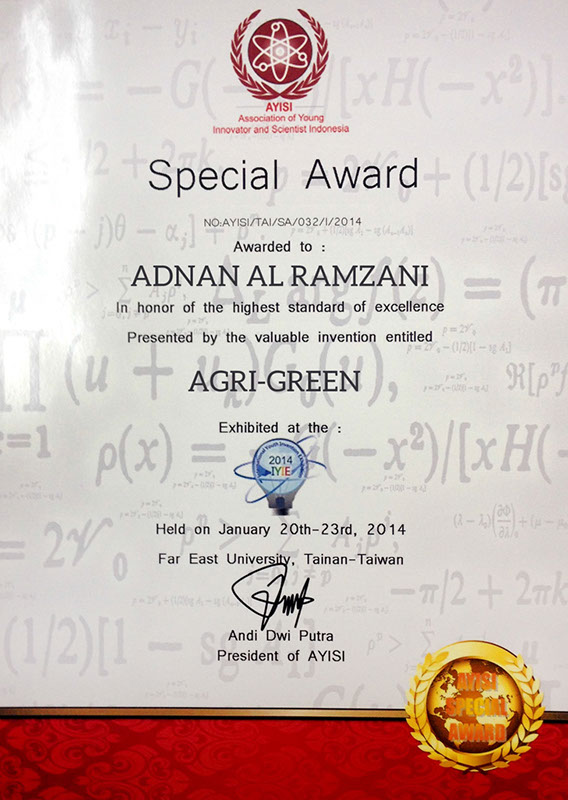 AYISI
Association of Young
Innovator and Scientist Indonesia
Special Award
NO:AYISI/TAI/SA/032/I/2014
Awarded to :
ADNAN AL RAMZANI
In honor of the highest standard of excellence
Presented by the valuable invention entitled
AGRI-GREEN
Exhibited at the :
2014
IYIE
Held on January 20th-23rd, 2014
Far East University, Tainan-Taiwan
Andi Dwi Putra
President of AYISI
AYISI
SPECIAL
AWARD